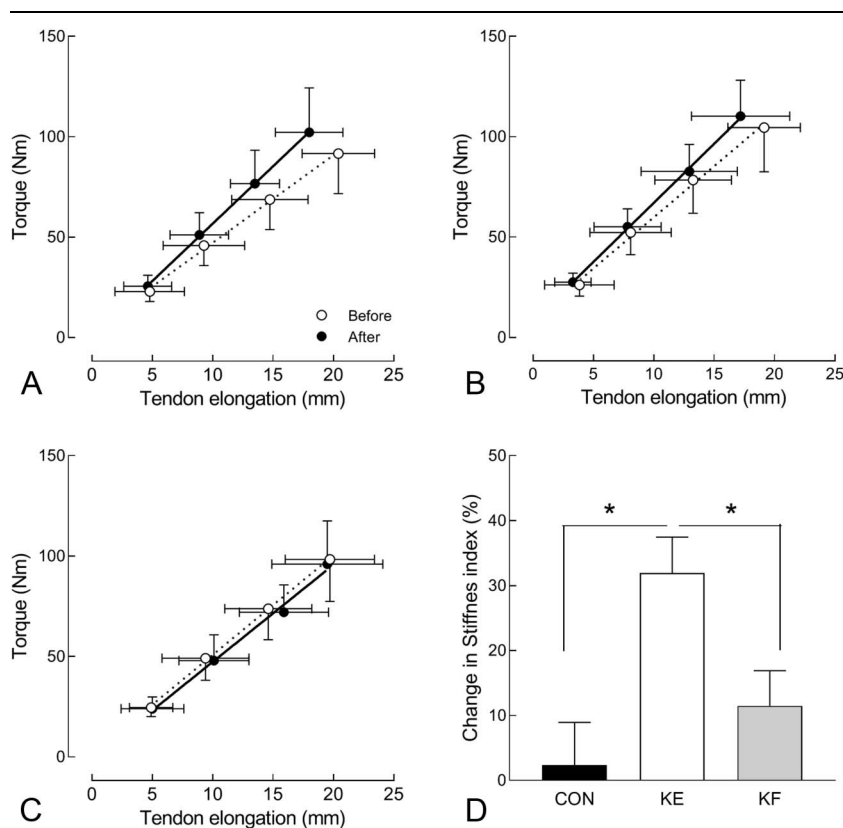 150
100
50
0
Torque (Nm)
Before
After
A
0 5 10 15 20 25
Tendon elongation (mm)
150
100
50
0
Torque (Nm)
B
0 5 10 15 20 25
Tendon elongation (mm)
150
100
50
0
Torque (Nm)
C
0 5 10 15 20 25
Tendon elongation (mm)
50
40
30
20
10
0
Change in Stiffnes index (%)
* *
D
CON KE KF